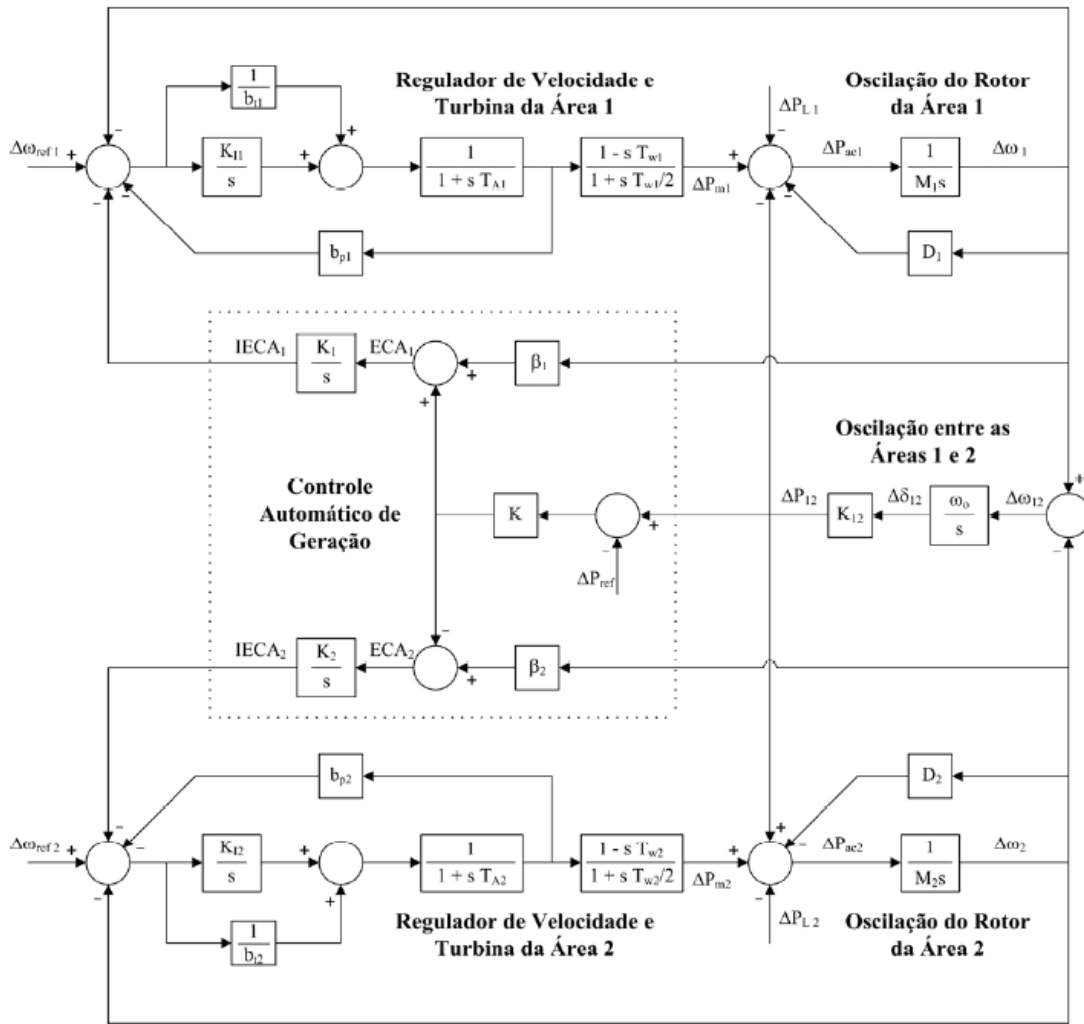 Regulador de Velocidade e
Turbina da Área 1
Oscilação do Rotor
da Área 1
1
b_t1
ΔP_L 1
Δω_ref 1 +
−
K_I1
s
+
+
1
1 + s T_A1
1 - s T_w1
1 + s T_w1/2
+
ΔP_m1
−
ΔP_ac1
1
M_1s
Δω_1
−
−
−
−
b_p1
D_1
IECA_1
K_1
s
ECA_1
+
+
β_1
Oscilação entre as
Áreas 1 e 2
Controle
Automático de
Geração
K
−
+
ΔP_ref
ΔP_12
K_12
Δδ_12
ω_o
s
Δω_12
+
−
IECA_2
K_2
s
ECA_2
−
+
β_2
b_p2
D_2
Δω_ref 2 +
−
−
−
K_I2
s
+
+
1
1 + s T_A2
1 - s T_w2
1 + s T_w2/2
+
ΔP_m2
+
−
−
ΔP_ac2
1
M_2s
Δω_2
1
b_t2
ΔP_L 2
Regulador de Velocidade e
Turbina da Área 2
Oscilação do Rotor
da Área 2